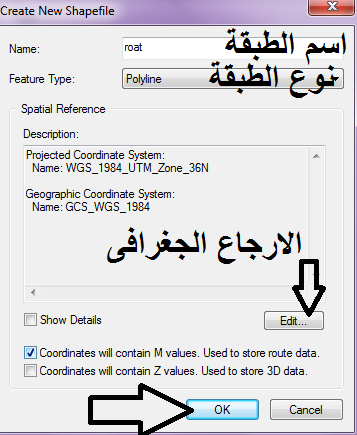 Create New Shapefile
Name: roat اسم الطبقة
Feature Type: Polyline نوع الطبقة
Spatial Reference
Description:
Projected Coordinate System:
Name: WGS_1984_UTM_Zone_36N
Geographic Coordinate System:
Name: GCS_WGS_1984
الارجاع الجغرافى
Show Details
Edit...
Coordinates will contain M values. Used to store route data.
Coordinates will contain Z values. Used to store 3D data.
OK Cancel